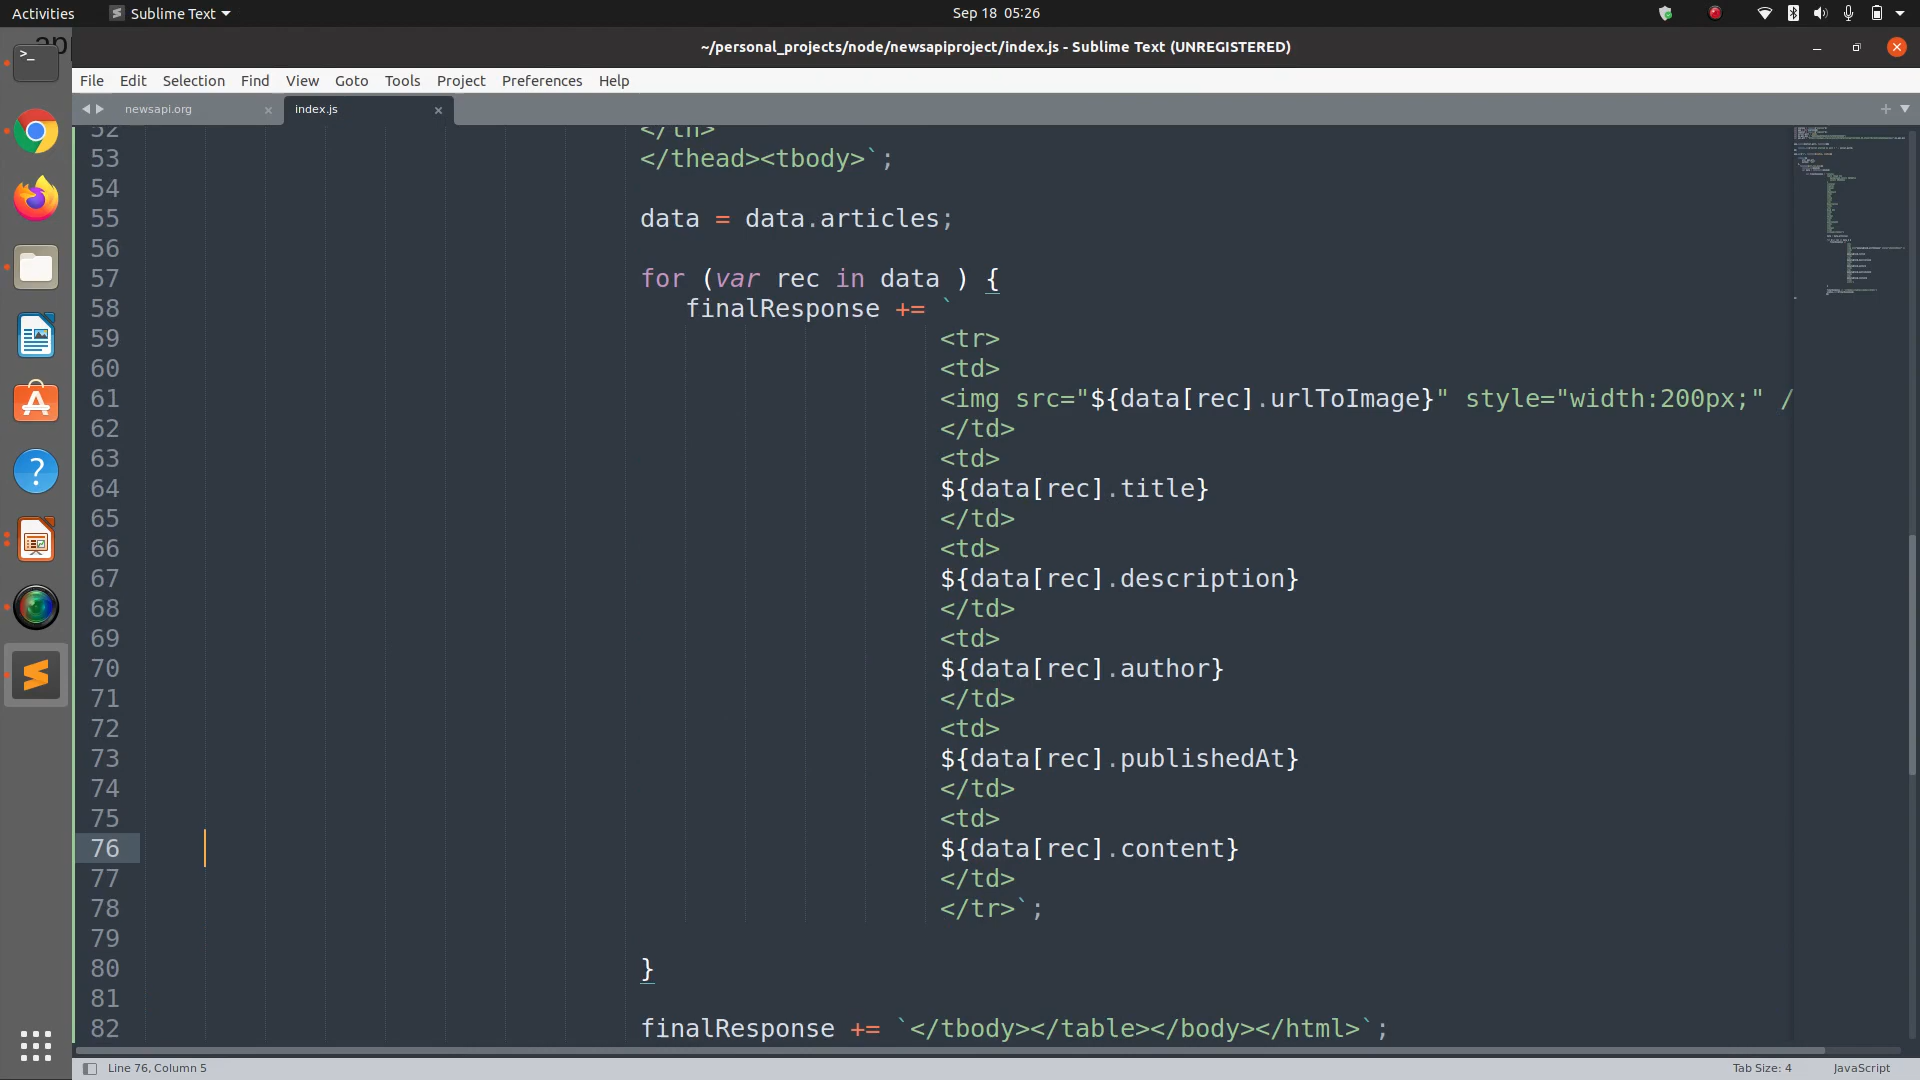 Activities
Sublime Text
Sep 18 05:26
~/personal_projects/node/newsapiproject/index.js - Sublime Text (UNREGISTERED)
File Edit Selection Find View Goto Tools Project Preferences Help
newsapi.org
index.js
52 </th>
53 </thead><tbody>`;
54
55 data = data.articles;
56
57 for (var rec in data ) {
58 finalResponse += `
59 <tr>
60 <td>
61 <img src="${data[rec].urlToImage}" style="width:200px;" /
62 </td>
63 <td>
64 ${data[rec].title}
65 </td>
66 <td>
67 ${data[rec].description}
68 </td>
69 <td>
70 ${data[rec].author}
71 </td>
72 <td>
73 ${data[rec].publishedAt}
74 </td>
75 <td>
76 ${data[rec].content}
77 </td>
78 </tr>`;
79
80 }
81
82 finalResponse += `</tbody></table></body></html>`;
Line 76, Column 5
Tab Size: 4
JavaScript